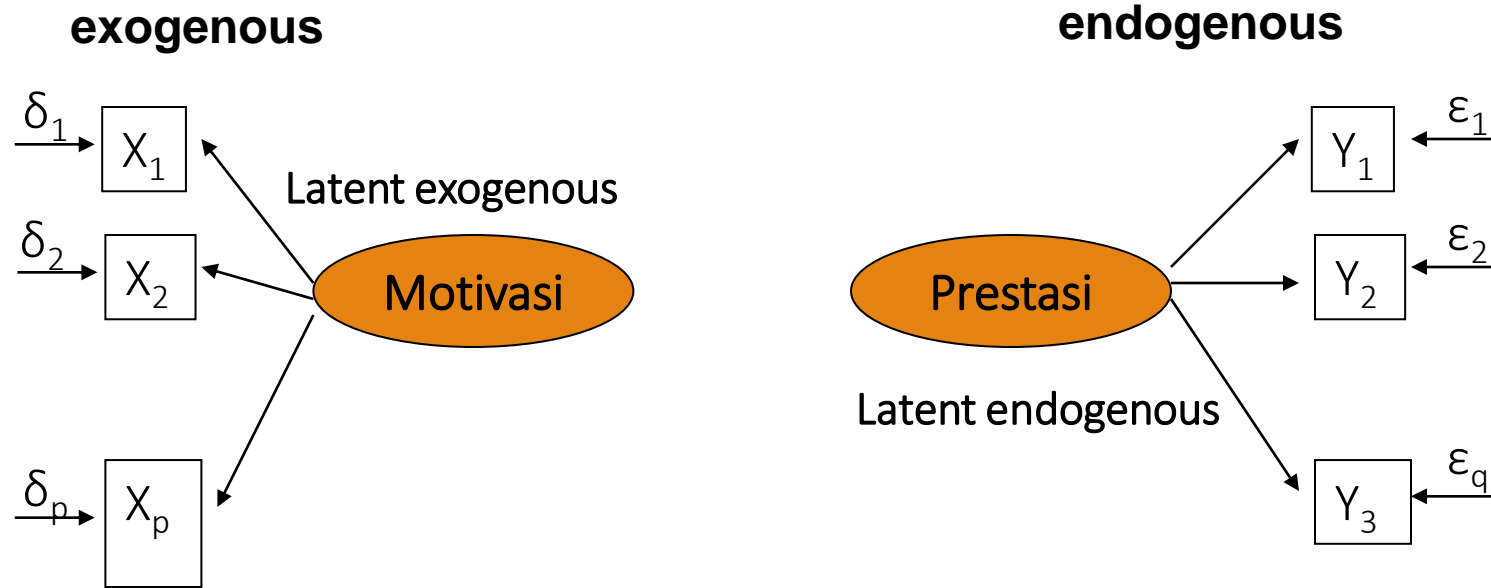 exogenous
endogenous
δ₁
X₁
Latent exogenous
δ₂
X₂
Motivasi
δₚ
Xₚ
Y₁
ε₁
Prestasi
Y₂
ε₂
Latent endogenous
Y₃
ε_q